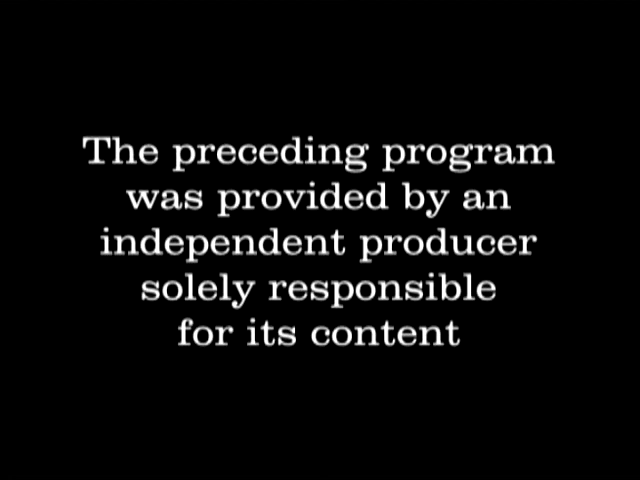 The preceding program
was provided by an
independent producer
solely responsible
for its content